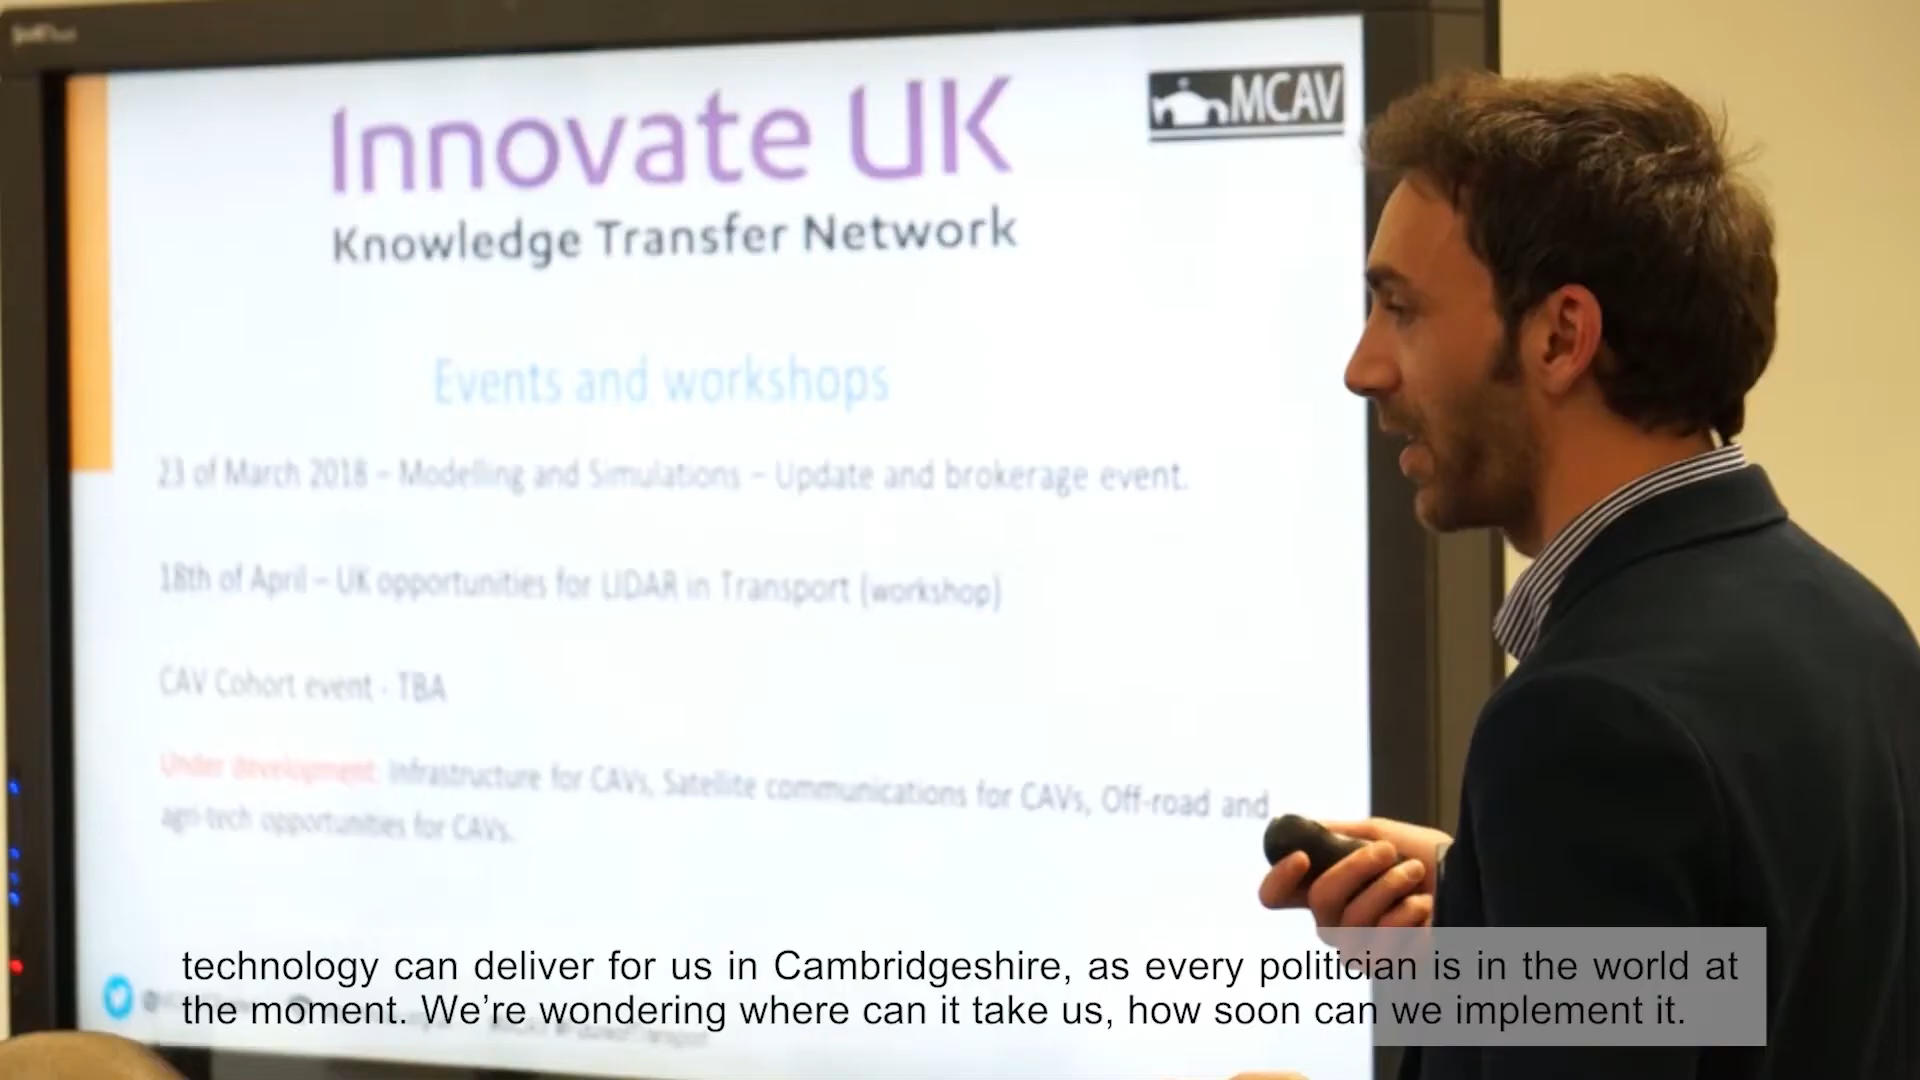 Innovate UK
MCAV
Knowledge Transfer Network
Events and workshops
23 of March 2018 – Modelling and Simulations – Update and brokerage event.
18th of April – UK opportunities for LIDAR in Transport (workshop)
CAV Cohort event - TBA
Under development: Infrastructure for CAVs, Satellite communications for CAVs, Off-road and
agri-tech opportunities for CAVs.
technology can deliver for us in Cambridgeshire, as every politician is in the world at
the moment. We’re wondering where can it take us, how soon can we implement it.